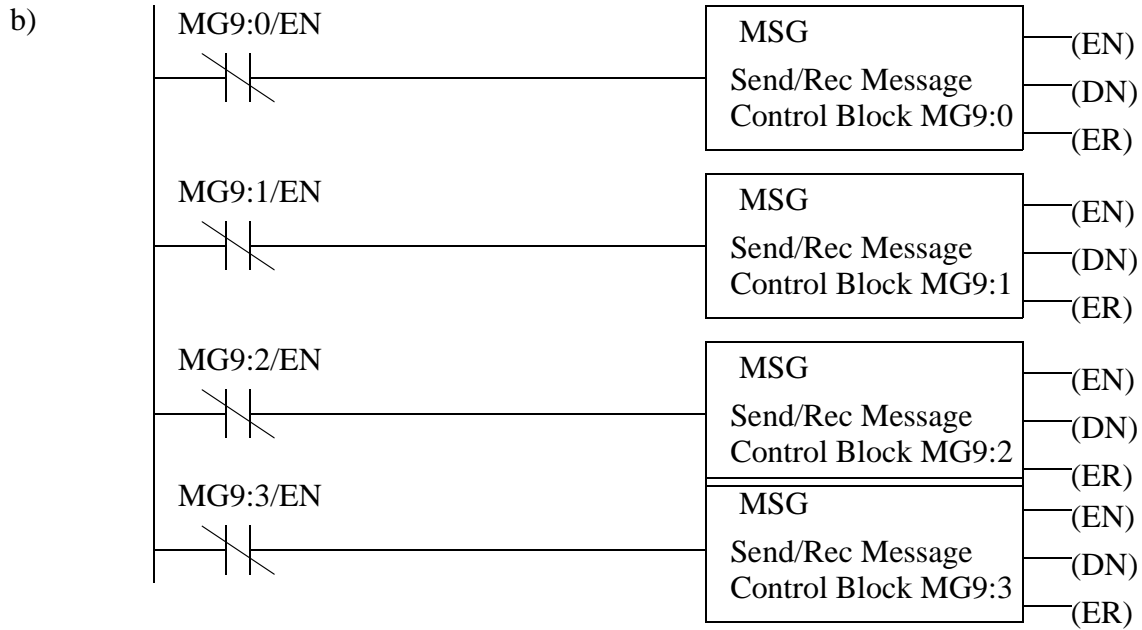 b)
MG9:0/EN
MSG
Send/Rec Message
Control Block MG9:0
(EN)
(DN)
(ER)
MG9:1/EN
MSG
Send/Rec Message
Control Block MG9:1
(EN)
(DN)
(ER)
MG9:2/EN
MSG
Send/Rec Message
Control Block MG9:2
(EN)
(DN)
(ER)
MG9:3/EN
MSG
Send/Rec Message
Control Block MG9:3
(EN)
(DN)
(ER)